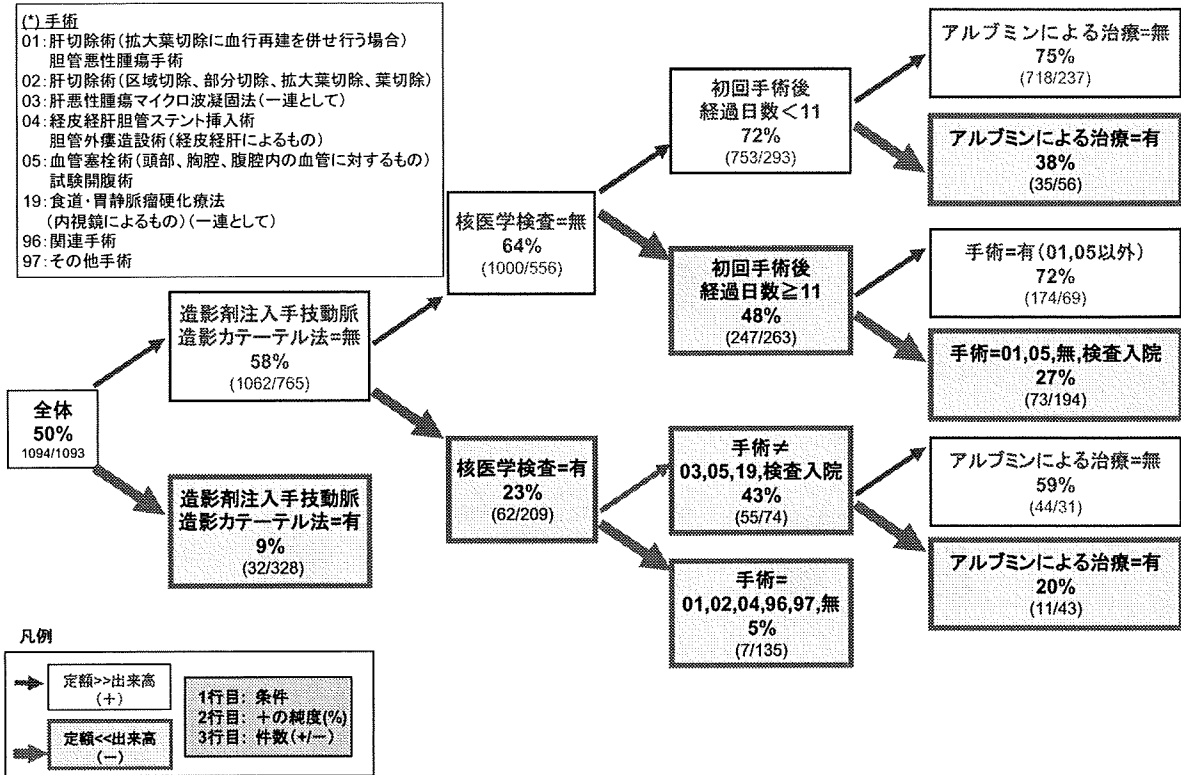 (*) 手術
01:肝切除術(拡大葉切除に血行再建を併せ行う場合)
胆管悪性腫瘍手術
02:肝切除術(区域切除、部分切除、拡大葉切除、葉切除)
03:肝悪性腫瘍マイクロ波凝固法(一連として)
04:経皮経肝胆管ステント挿入術
胆管外瘻造設術(経皮経肝によるもの)
05:血管塞栓術(頭部、胸腔、腹腔内の血管に対するもの)
試験開腹術
19:食道・胃静脈瘤硬化療法
(内視鏡によるもの)(一連として)
96:関連手術
97:その他手術
全体
50%
1094/1093
造影剤注入手技動脈
造影カテーテル法=無
58%
(1062/765)
造影剤注入手技動脈
造影カテーテル法=有
9%
(32/328)
核医学検査=無
64%
(1000/556)
核医学検査=有
23%
(62/209)
初回手術後
経過日数<11
72%
(753/293)
初回手術後
経過日数≧11
48%
(247/263)
手術≠
03,05,19,検査入院
43%
(55/74)
手術=
01,02,04,96,97,無
5%
(7/135)
アルブミンによる治療=無
75%
(718/237)
アルブミンによる治療=有
38%
(35/56)
手術=有(01,05以外)
72%
(174/69)
手術=01,05,無,検査入院
27%
(73/194)
アルブミンによる治療=無
59%
(44/31)
アルブミンによる治療=有
20%
(11/43)
凡例
定額>>出来高
(+)
定額<<出来高
(−)
1行目: 条件
2行目: +の純度(%)
3行目: 件数(+/−)